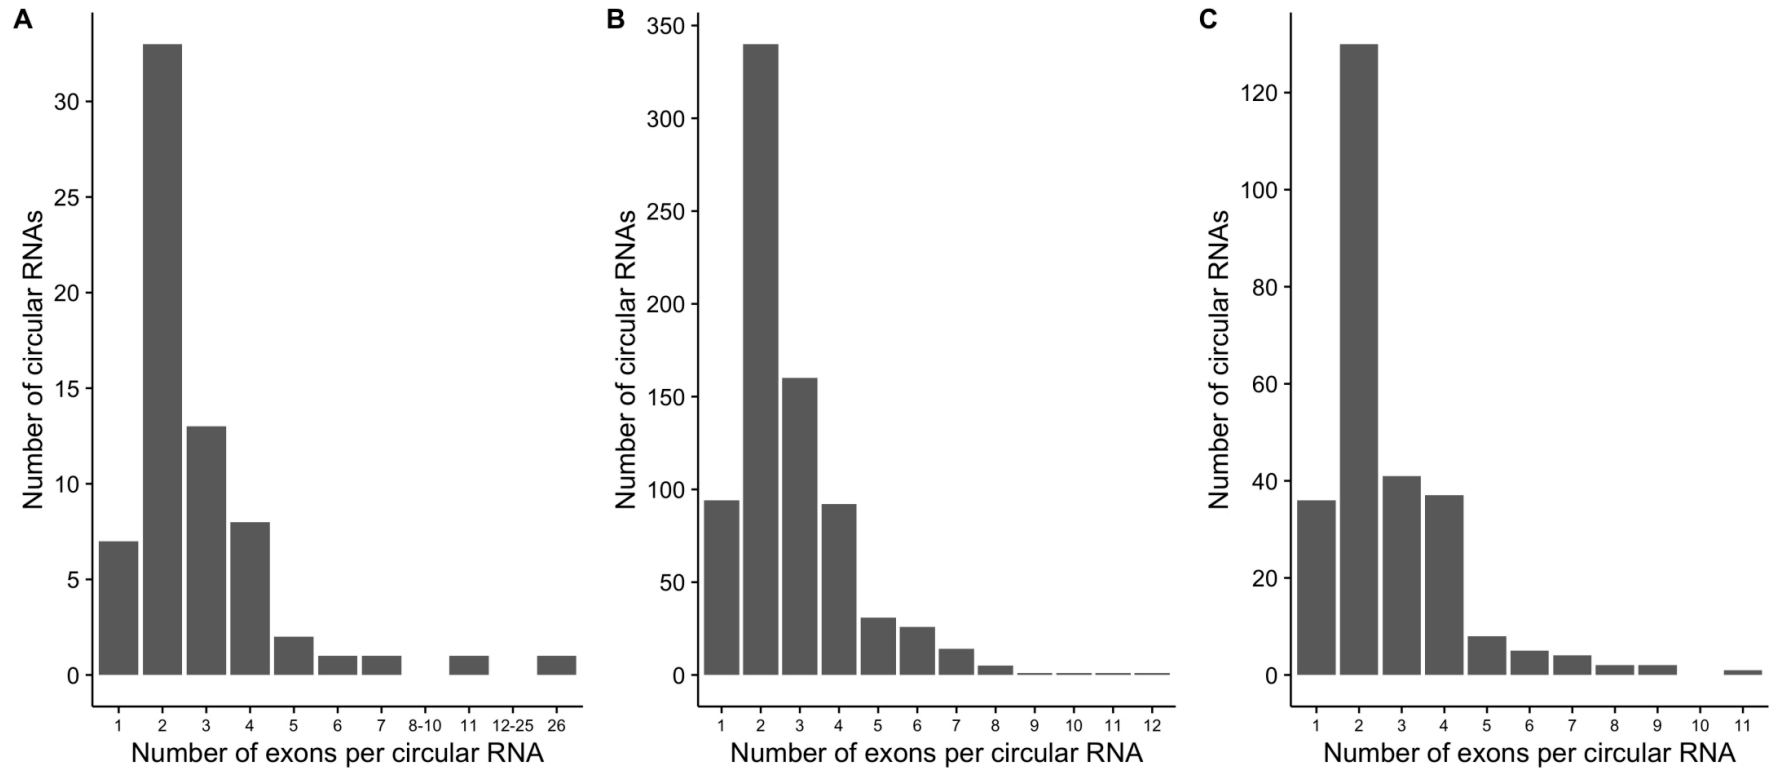 A
Number of circular RNAs
30
25
20
15
10
5
0
1 2 3 4 5 6 7 8-10 11 12-25 26
Number of exons per circular RNA
B
Number of circular RNAs
350
300
250
200
150
100
50
0
1 2 3 4 5 6 7 8 9 10 11 12
Number of exons per circular RNA
C
Number of circular RNAs
120
100
80
60
40
20
0
1 2 3 4 5 6 7 8 9 10 11
Number of exons per circular RNA